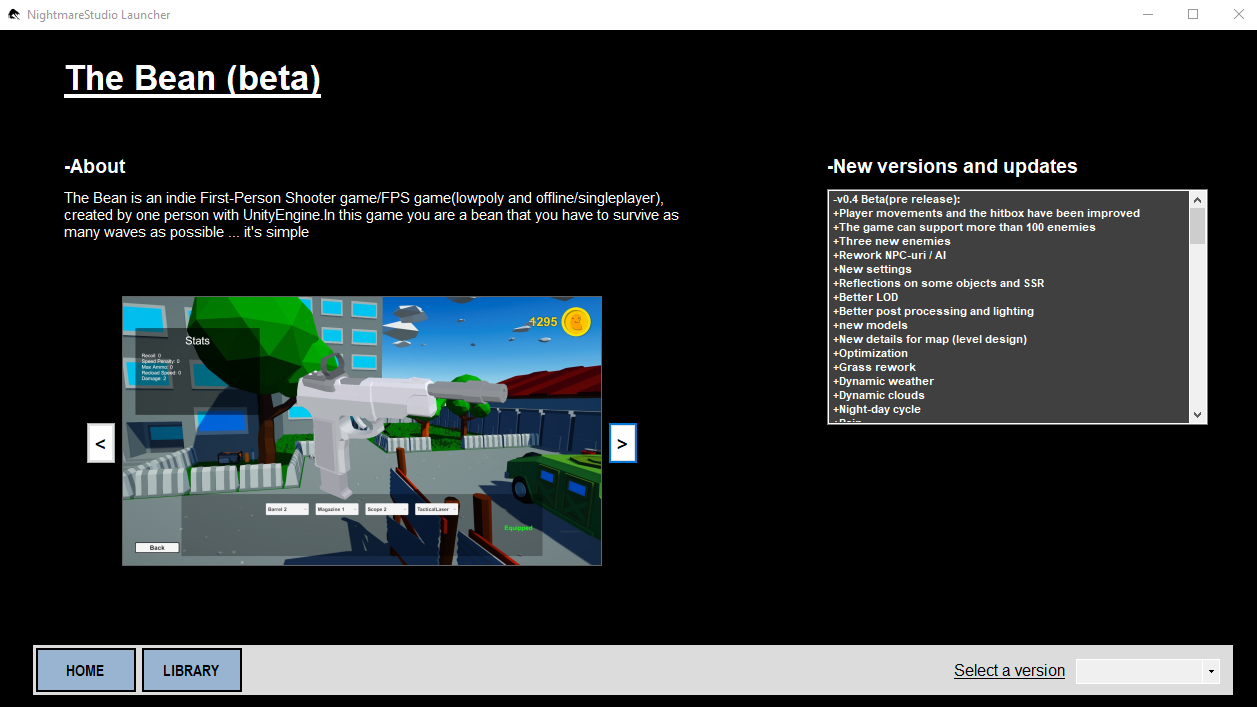 NightmareStudio Launcher
The Bean (beta)
-About
The Bean is an indie First-Person Shooter game/FPS game(lowpoly and offline/singleplayer),
created by one person with UnityEngine.In this game you are a bean that you have to survive as
many waves as possible ... it's simple
-New versions and updates
-v0.4 Beta(pre release):
+Player movements and the hitbox have been improved
+The game can support more than 100 enemies
+Three new enemies
+Rework NPC-uri / AI
+New settings
+Reflections on some objects and SSR
+Better LOD
+Better post processing and lighting
+new models
+New details for map (level design)
+Optimization
+Grass rework
+Dynamic weather
+Dynamic clouds
+Night-day cycle
4295
Stats
Recoil: 0
Speed Penalty: 0
Max Ammo: 0
Reload Speed: 0
Damage: 2
<
>
Barrel 2
Magazine 1
Scope 2
TacticalLaser
Equipped
Back
HOME
LIBRARY
Select a version